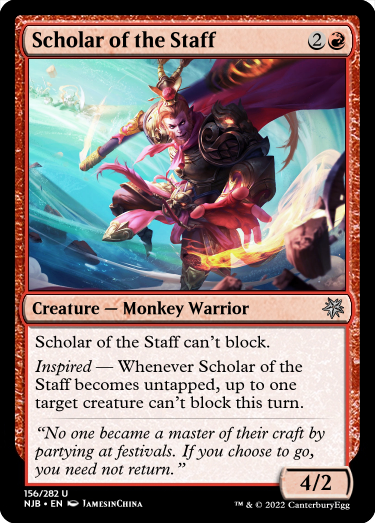 Scholar of the Staff 2
Creature — Monkey Warrior
Scholar of the Staff can't block.
Inspired — Whenever Scholar of the
Staff becomes untapped, up to one
target creature can't block this turn.
“No one became a master of their craft by
partying at festivals. If you choose to go,
you need not return.”
4/2
156/282 U
NJB • EN JamesinChina
™ & © 2022 CanterburyEgg